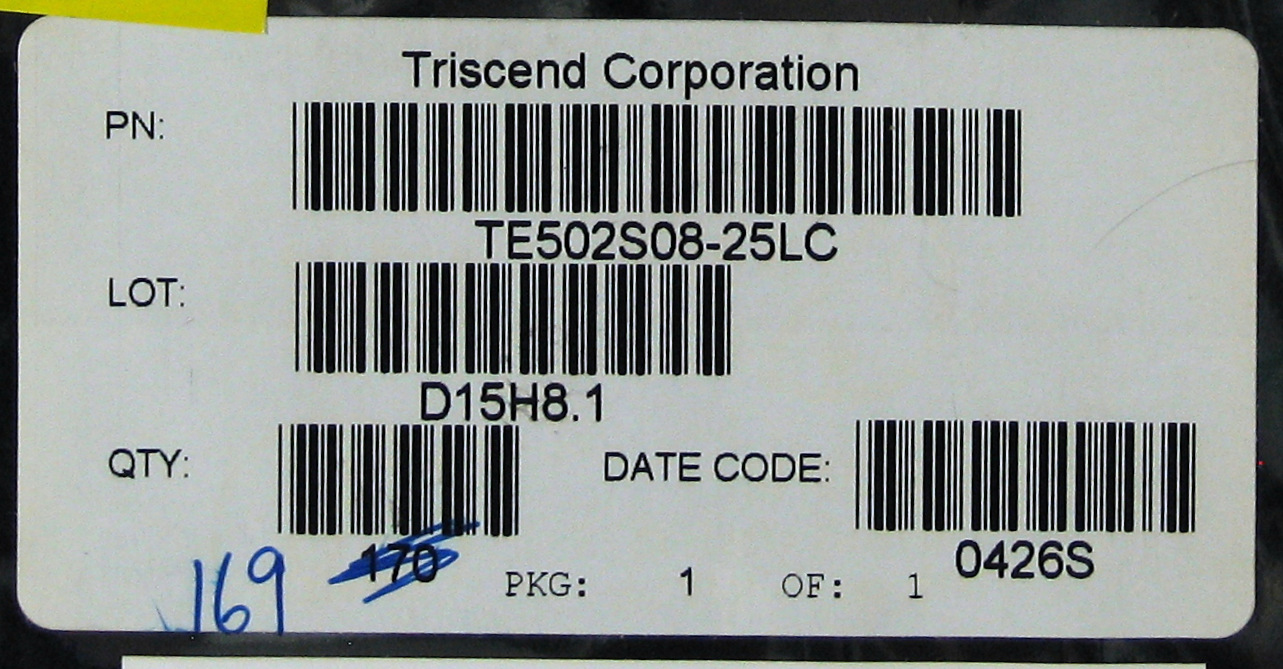 Triscend Corporation
PN:
TE502S08-25LC
LOT:
D15H8.1
QTY:
170
169
DATE CODE:
0426S
PKG: 1 OF: 1